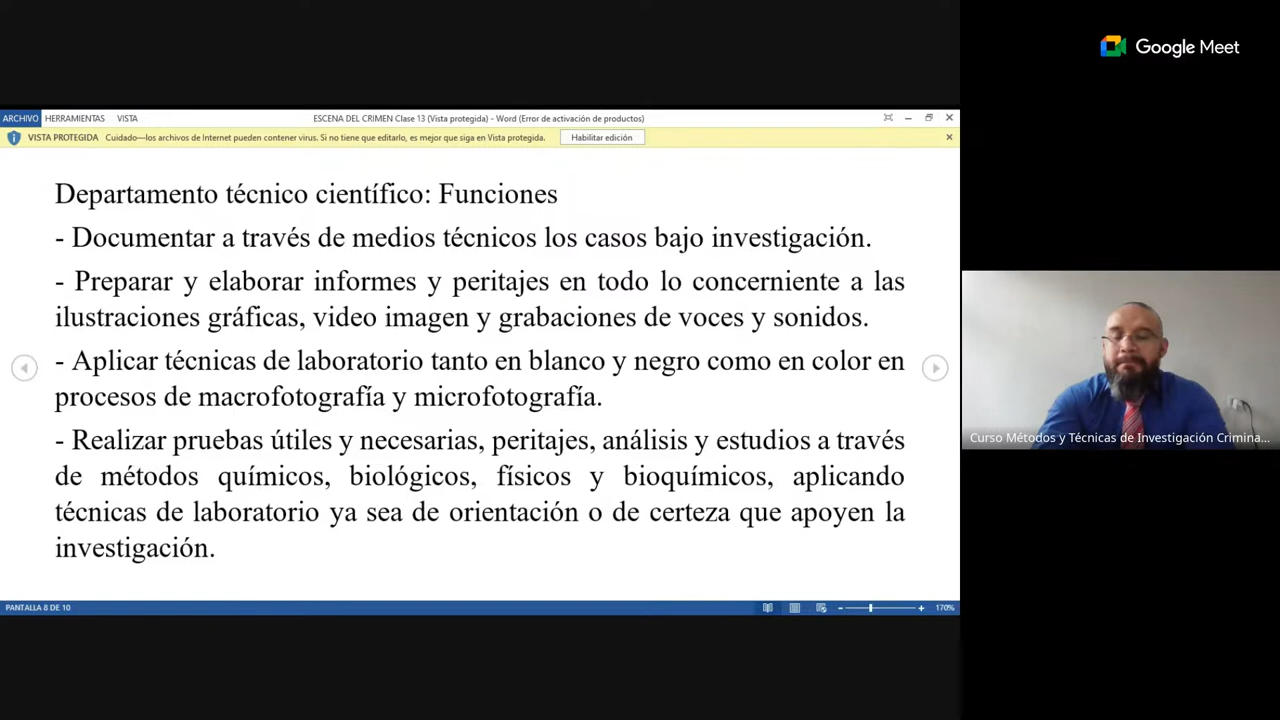 Google Meet
ARCHIVO HERRAMIENTAS VISTA ESCENA DEL CRIMEN Clase 13 (Vista protegida) - Word (Error de activación de productos)
VISTA PROTEGIDA Cuidado—los archivos de Internet pueden contener virus. Si no tiene que editarlo, es mejor que siga en Vista protegida. Habilitar edición
Departamento técnico científico: Funciones
- Documentar a través de medios técnicos los casos bajo investigación.
- Preparar y elaborar informes y peritajes en todo lo concerniente a las
ilustraciones gráficas, video imagen y grabaciones de voces y sonidos.
- Aplicar técnicas de laboratorio tanto en blanco y negro como en color en
procesos de macrofotografía y microfotografía.
- Realizar pruebas útiles y necesarias, peritajes, análisis y estudios a través
de métodos químicos, biológicos, físicos y bioquímicos, aplicando
técnicas de laboratorio ya sea de orientación o de certeza que apoyen la
investigación.
Curso Métodos y Técnicas de Investigación Crimina...
PANTALLA 8 DE 10 170%